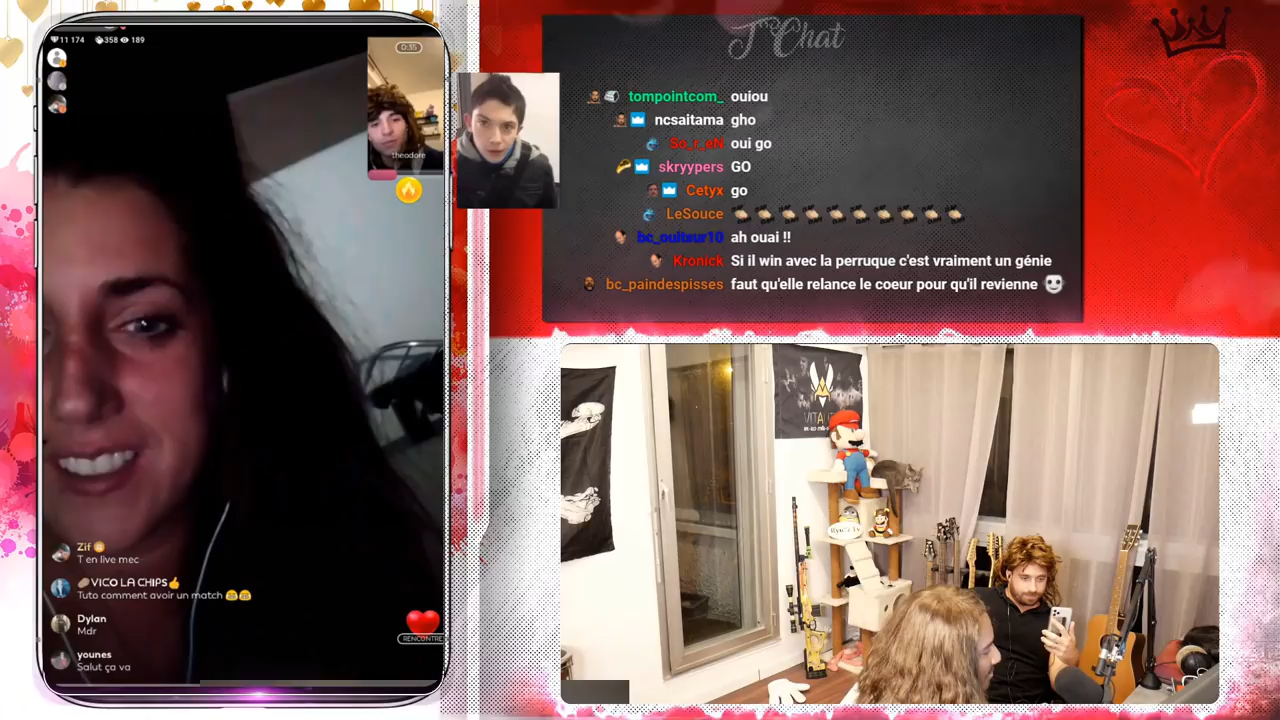 11 174 358 189
0:35
theodore
Zif
T en live mec
VICO LA CHIPS
Tuto comment avoir un match
Dylan
Mdr
younes
Salut ça va
RENCONTRE
T'Chat
tompointcom_ ouiou
ncsaitama gho
So_r_eN oui go
skryypers GO
Cetyx go
LeSouce
bc_ouiteur10 ah ouai !!
Kronick Si il win avec la perruque c'est vraiment un génie
bc_paindespisses faut qu'elle relance le coeur pour qu'il revienne